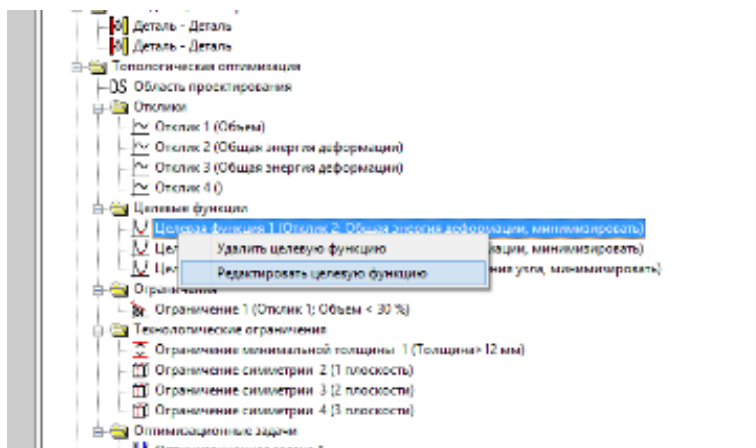 Деталь - Деталь
Деталь - Деталь
Топологическая оптимизация
DS Область проектирования
Отклики
Отклик 1 (Объем)
Отклик 2 (Общая энергия деформации)
Отклик 3 (Общая энергия деформации)
Отклик 4 ()
Целевые функции
Целевая функция 1 (Отклик 2; Общая энергия деформации, минимизировать)
Удалить целевую функцию
минимизировать)
Редактировать целевую функцию
узла, минимизировать)
Ограничения
Ограничение 1 (Отклик 1; Объем < 30 %)
Технологические ограничения
Ограничение минимальной толщины 1 (Толщина> 12 мм)
Ограничение симметрии 2 (1 плоскость)
Ограничение симметрии 3 (2 плоскости)
Ограничение симметрии 4 (3 плоскости)
Оптимизационные задачи